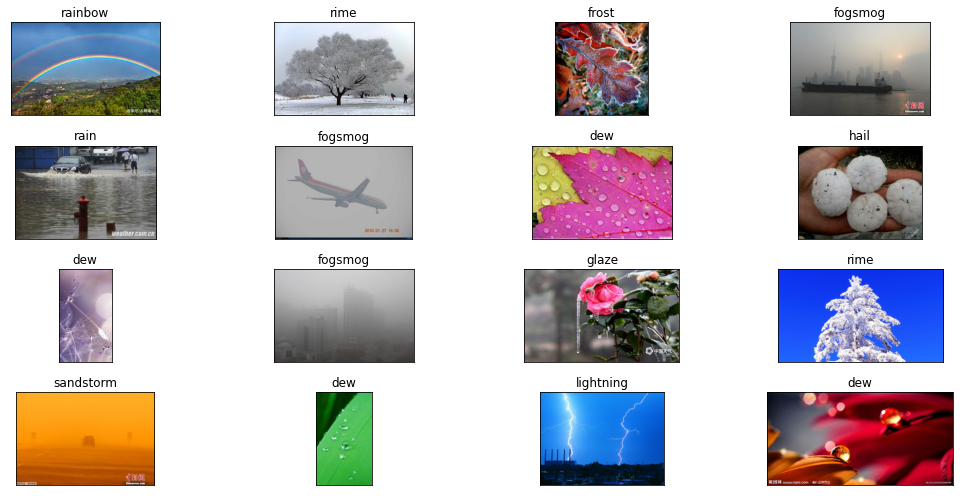 rainbow
rime
frost
fogsmog
rain
fogsmog
dew
hail
weather.com.cn
dew
fogsmog
glaze
rime
sandstorm
dew
lightning
dew